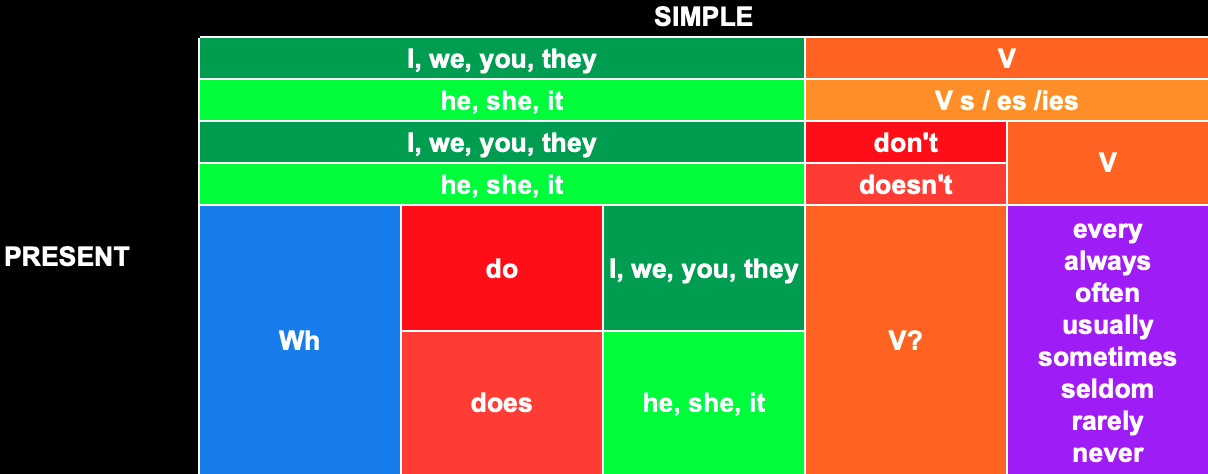 SIMPLE
I, we, you, they V
he, she, it V s / es /ies
I, we, you, they don't V
he, she, it doesn't
PRESENT
Wh do I, we, you, they V?
does he, she, it
every
always
often
usually
sometimes
seldom
rarely
never